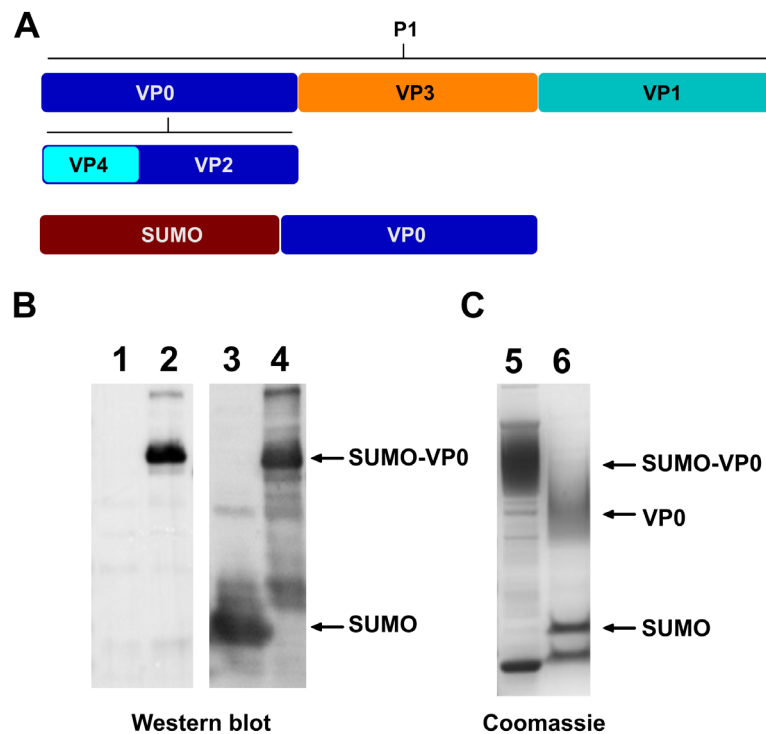 A
P1
VP0 VP3 VP1
VP4 VP2
SUMO VP0
B
1 2 3 4
SUMO-VP0
SUMO
Western blot
C
5 6
SUMO-VP0
VP0
SUMO
Coomassie